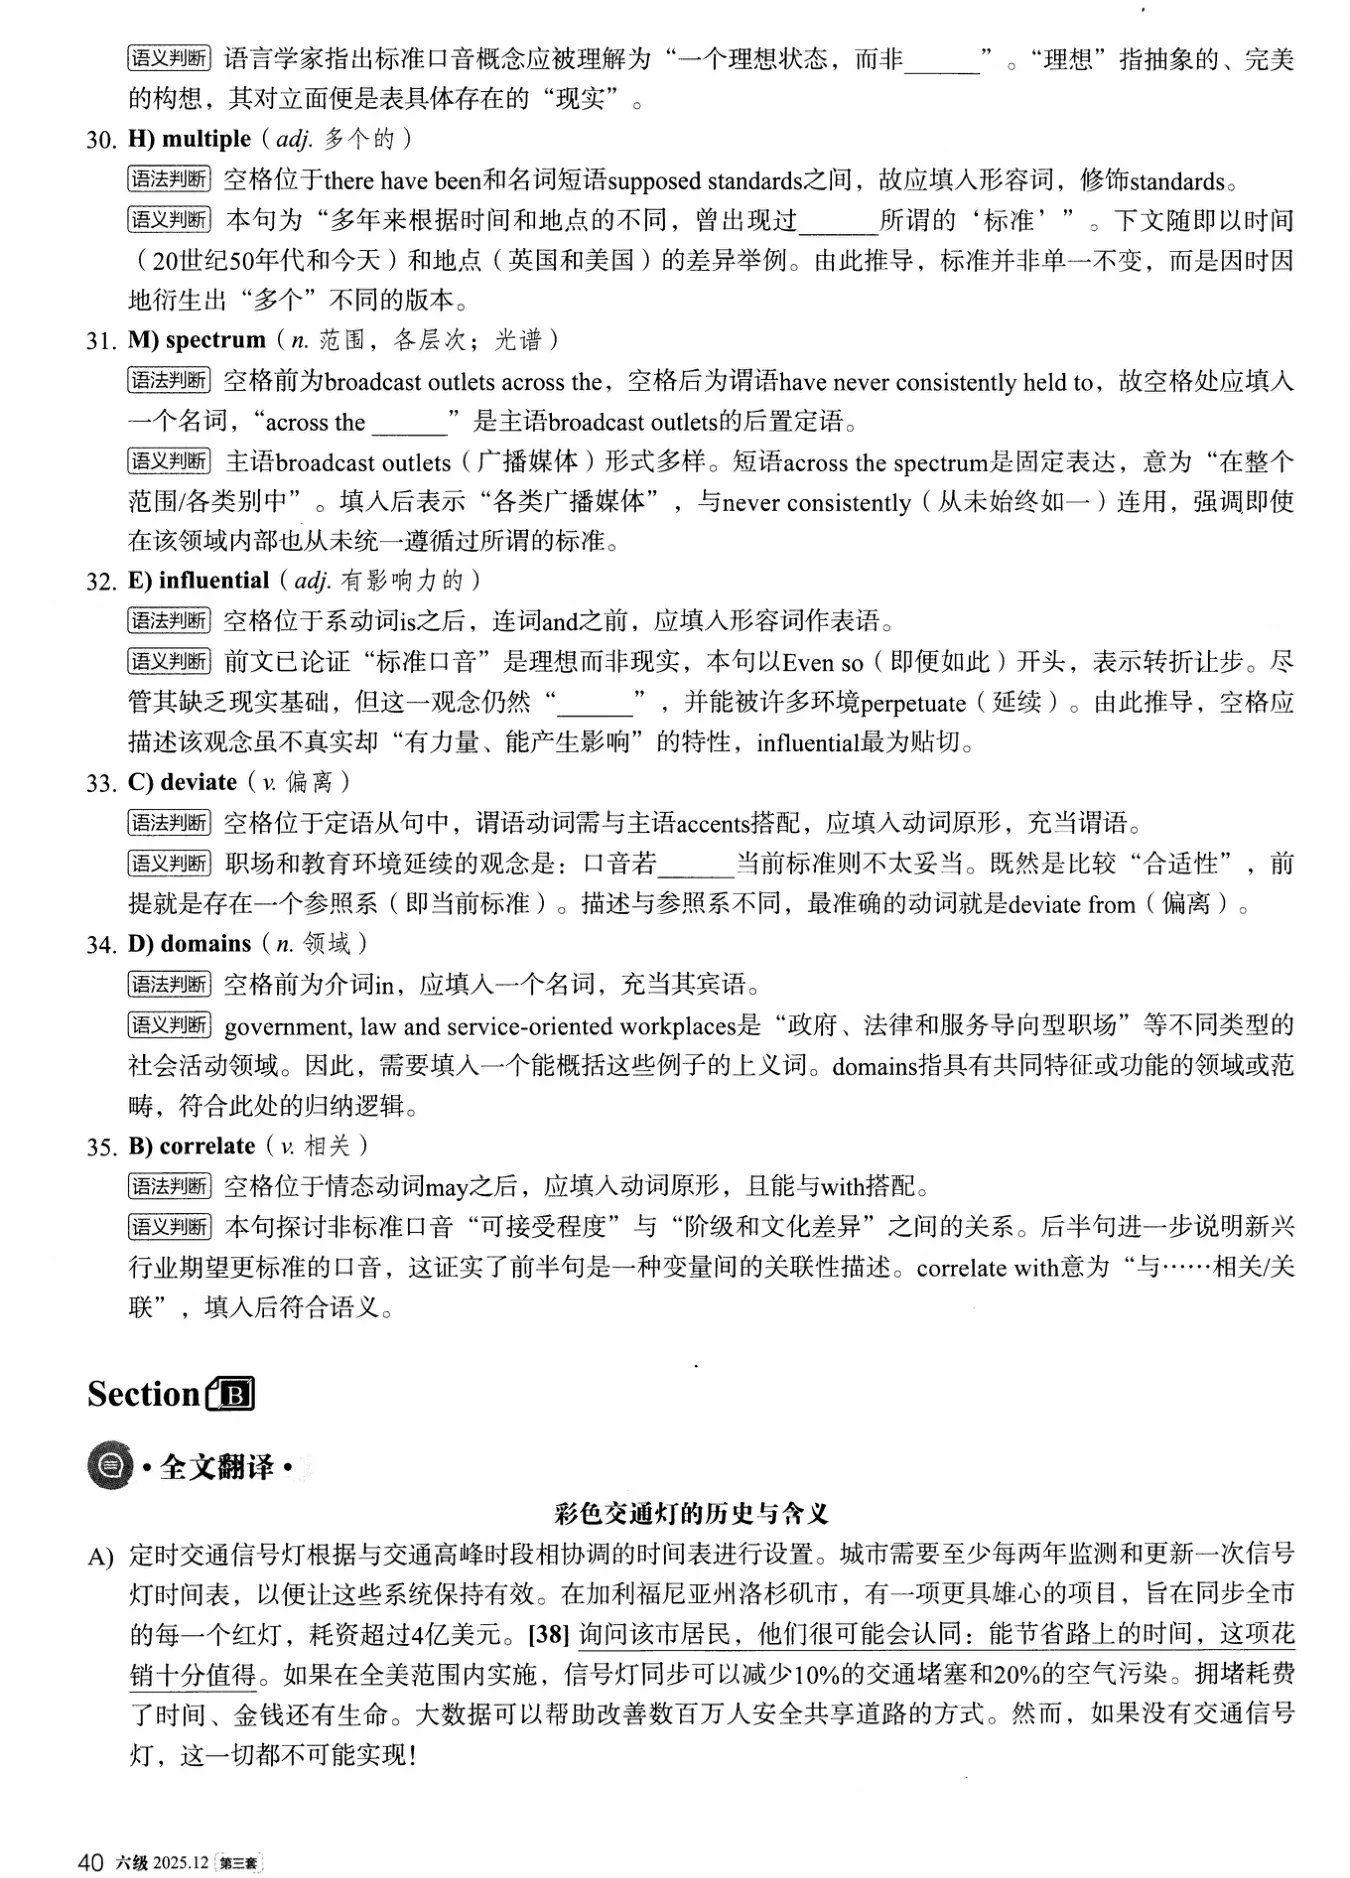 语义判断 语言学家指出标准口音概念应被理解为“一个理想状态，而非______”。“理想”指抽象的、完美
的构想，其对立面便是表具体存在的“现实”。
30. H) multiple（adj. 多个的）
语法判断 空格位于there have been和名词短语supposed standards之间，故应填入形容词，修饰standards。
语义判断 本句为“多年来根据时间和地点的不同，曾出现过______所谓的‘标准’”。下文随即以时间
（20世纪50年代和今天）和地点（英国和美国）的差异举例。由此推导，标准并非单一不变，而是因时因
地衍生出“多个”不同的版本。
31. M) spectrum（n. 范围，各层次；光谱）
语法判断 空格前为broadcast outlets across the，空格后为谓语have never consistently held to，故空格处应填入
一个名词，“across the ______”是主语broadcast outlets的后置定语。
语义判断 主语broadcast outlets（广播媒体）形式多样。短语across the spectrum是固定表达，意为“在整个
范围/各类别中”。填入后表示“各类广播媒体”，与never consistently（从未始终如一）连用，强调即使
在该领域内部也从未统一遵循过所谓的标准。
32. E) influential（adj. 有影响力的）
语法判断 空格位于系动词is之后，连词and之前，应填入形容词作表语。
语义判断 前文已论证“标准口音”是理想而非现实，本句以Even so（即便如此）开头，表示转折让步。尽
管其缺乏现实基础，但这一观念仍然“______”，并能被许多环境perpetuate（延续）。由此推导，空格应
描述该观念虽不真实却“有力量、能产生影响”的特性，influential最为贴切。
33. C) deviate（v. 偏离）
语法判断 空格位于定语从句中，谓语动词需与主语accents搭配，应填入动词原形，充当谓语。
语义判断 职场和教育环境延续的观念是：口音若______当前标准则不太妥当。既然是比较“合适性”，前
提就是存在一个参照系（即当前标准）。描述与参照系不同，最准确的动词就是deviate from（偏离）。
34. D) domains（n. 领域）
语法判断 空格前为介词in，应填入一个名词，充当其宾语。
语义判断 government, law and service-oriented workplaces是“政府、法律和服务导向型职场”等不同类型的
社会活动领域。因此，需要填入一个能概括这些例子的上义词。domains指具有共同特征或功能的领域或范
畴，符合此处的归纳逻辑。
35. B) correlate（v. 相关）
语法判断 空格位于情态动词may之后，应填入动词原形，且能与with搭配。
语义判断 本句探讨非标准口音“可接受程度”与“阶级和文化差异”之间的关系。后半句进一步说明新兴
行业期望更标准的口音，这证实了前半句是一种变量间的关联性描述。correlate with意为“与……相关/关
联”，填入后符合语义。
Section B
·全文翻译·
彩色交通灯的历史与含义
A) 定时交通信号灯根据与交通高峰时段相协调的时间表进行设置。城市需要至少每两年监测和更新一次信号
灯时间表，以便让这些系统保持有效。在加利福尼亚州洛杉矶市，有一项更具雄心的项目，旨在同步全市
的每一个红灯，耗资超过4亿美元。[38] 询问该市居民，他们很可能会认同：能节省路上的时间，这项花
销十分值得。如果在全美范围内实施，信号灯同步可以减少10%的交通堵塞和20%的空气污染。拥堵耗费
了时间、金钱还有生命。大数据可以帮助改善数百万人安全共享道路的方式。然而，如果没有交通信号
灯，这一切都不可能实现！
40 六级 2025.12 第三套